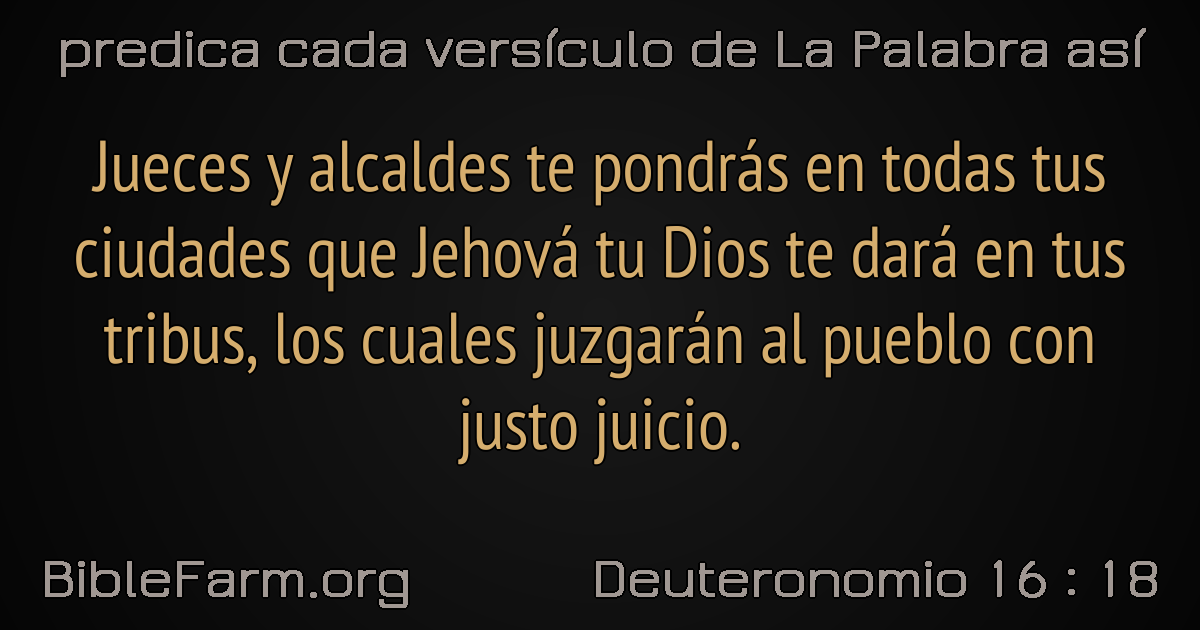 predica cada versículo de La Palabra así
Jueces y alcaldes te pondrás en todas tus
ciudades que Jehová tu Dios te dará en tus
tribus, los cuales juzgarán al pueblo con
justo juicio.
BibleFarm.org
Deuteronomio 16 : 18